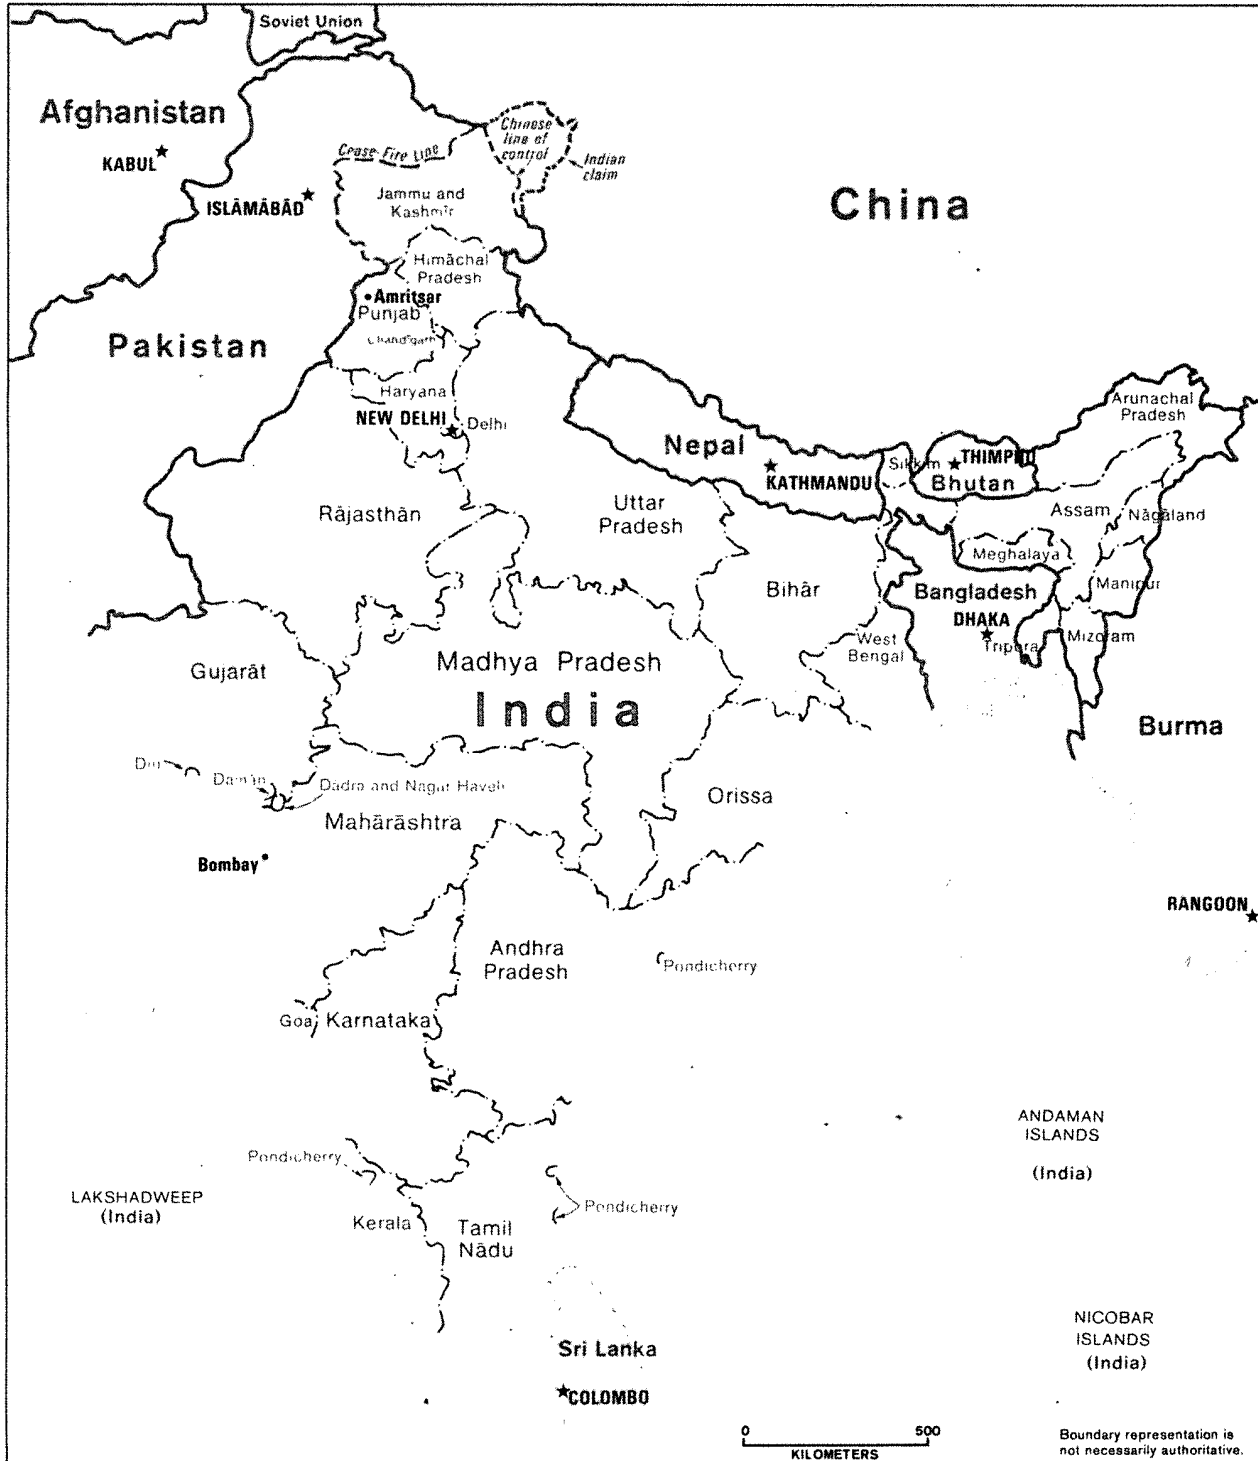 Soviet Union
Afghanistan
KABUL
ISLĀMĀBĀD
Cease-Fire Line
Chinese
line of
control
Indian
claim
Jammu and
Kashmīr
China
Himāchal
Pradesh
Amritsar
Punjab
Chandīgarh
Pakistan
Haryana
NEW DELHI
Delhi
Nepal
KATHMANDU
Sikkim
THIMPHU
Bhutan
Arunachal
Pradesh
Rājasthān
Uttar
Pradesh
Assam
Nāgāland
Meghalaya
Bihār
Bangladesh
Manipur
DHAKA
Tripura
Mizoram
West
Bengal
Gujarāt
Madhya Pradesh
India
Burma
Diu
Damān
Dadra and Nagar Haveli
Mahārāshtra
Orissa
Bombay
RANGOON
Andhra
Pradesh
Pondicherry
Goa
Karnataka
ANDAMAN
ISLANDS
(India)
Pondicherry
LAKSHADWEEP
(India)
Kerala
Tamil
Nādu
Pondicherry
NICOBAR
ISLANDS
(India)
Sri Lanka
COLOMBO
0 500
KILOMETERS
Boundary representation is
not necessarily authoritative.